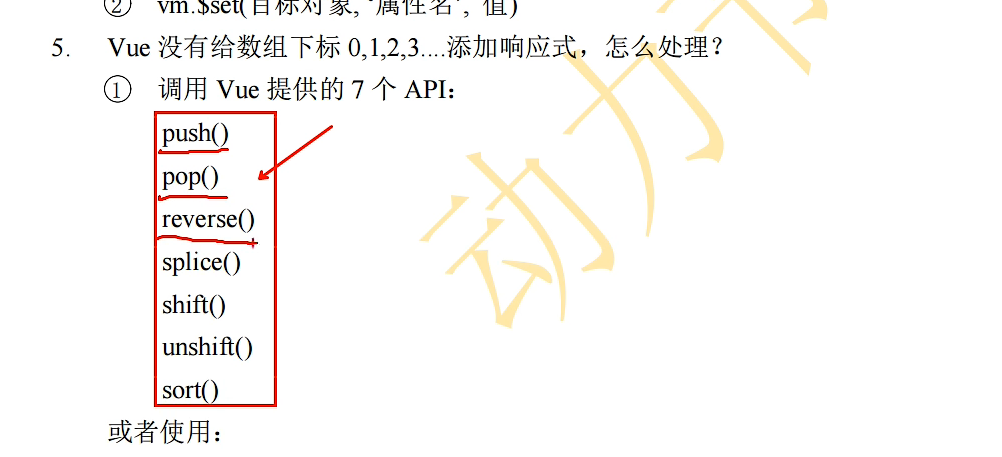 ② vm.$set(目标对象, '属性名', 值)
5. Vue 没有给数组下标 0,1,2,3....添加响应式，怎么处理？
① 调用 Vue 提供的 7 个 API：
push()
pop()
reverse()
splice()
shift()
unshift()
sort()
或者使用：
动力